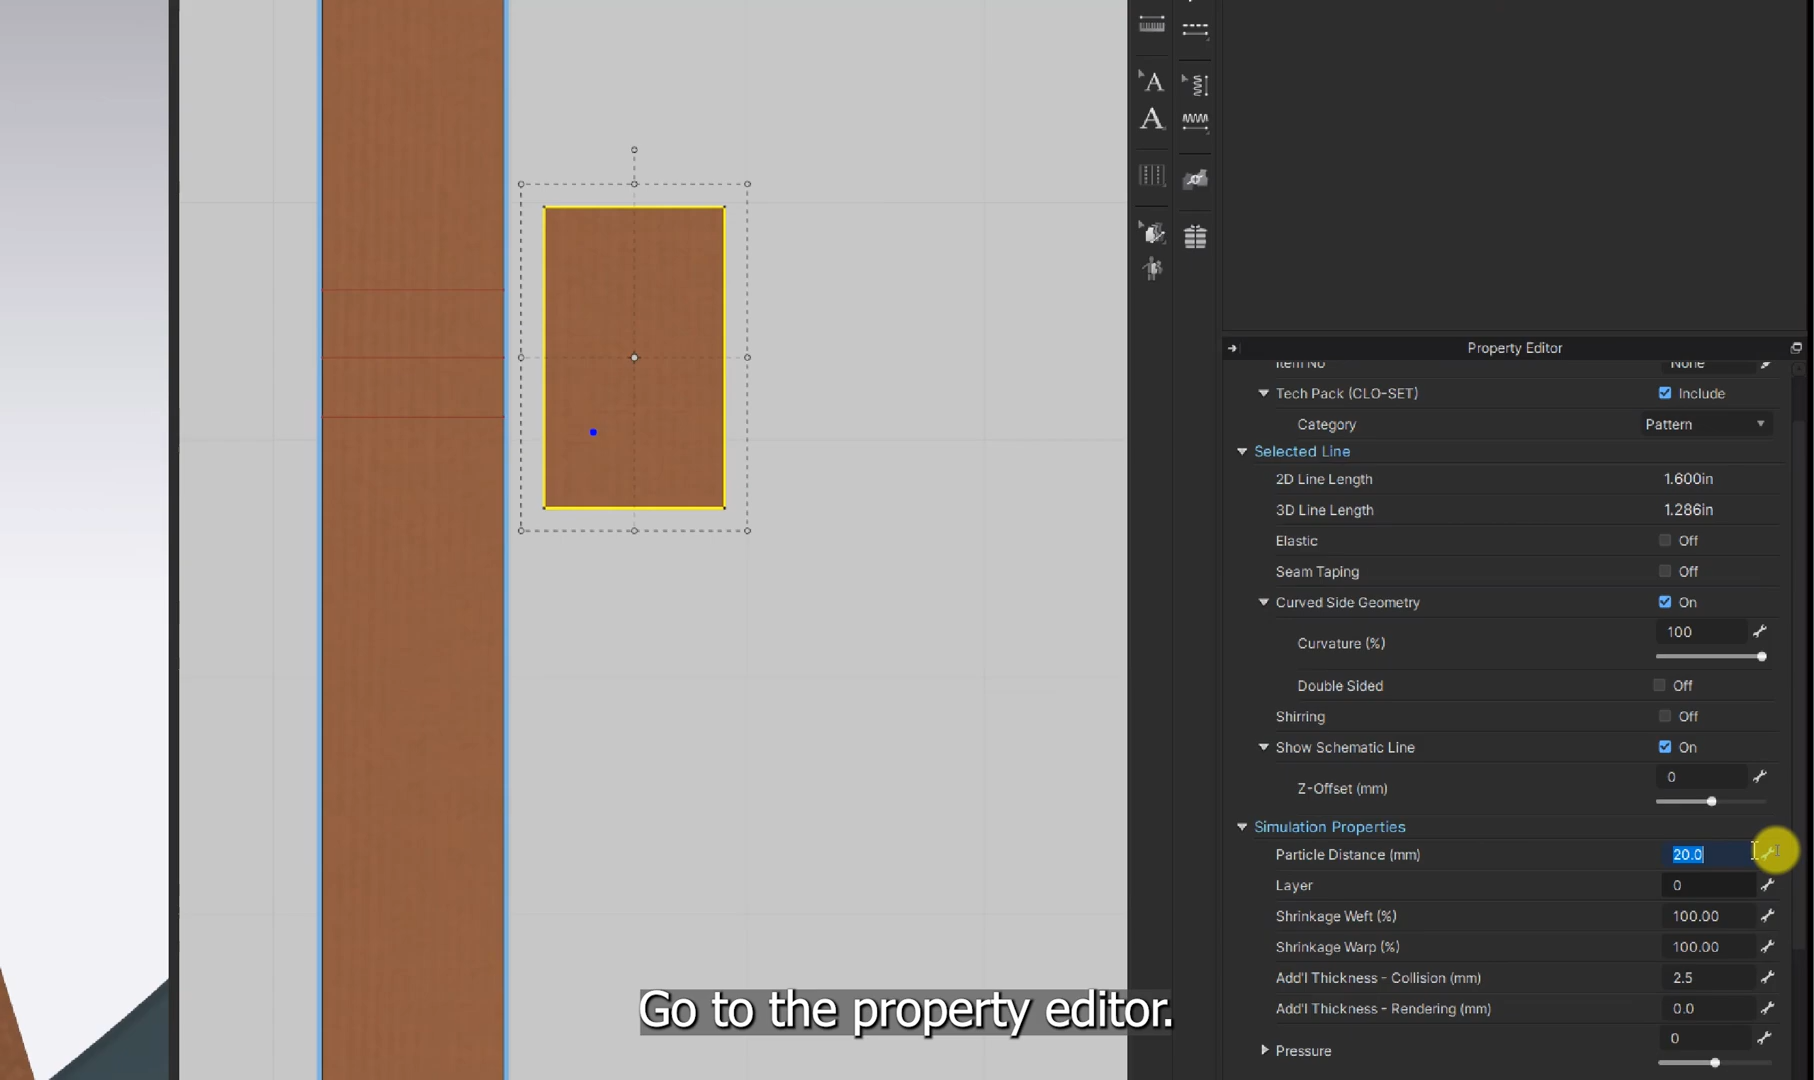 A
A
Property Editor
Item No None
Tech Pack (CLO-SET) Include
Category Pattern
Selected Line
2D Line Length 1.600in
3D Line Length 1.286in
Elastic Off
Seam Taping Off
Curved Side Geometry On
Curvature (%) 100
Double Sided Off
Shirring Off
Show Schematic Line On
Z-Offset (mm) 0
Simulation Properties
Particle Distance (mm) 20.0
Layer 0
Shrinkage Weft (%) 100.00
Shrinkage Warp (%) 100.00
Add'l Thickness - Collision (mm) 2.5
Add'l Thickness - Rendering (mm) 0.0
Pressure 0
Go to the property editor.